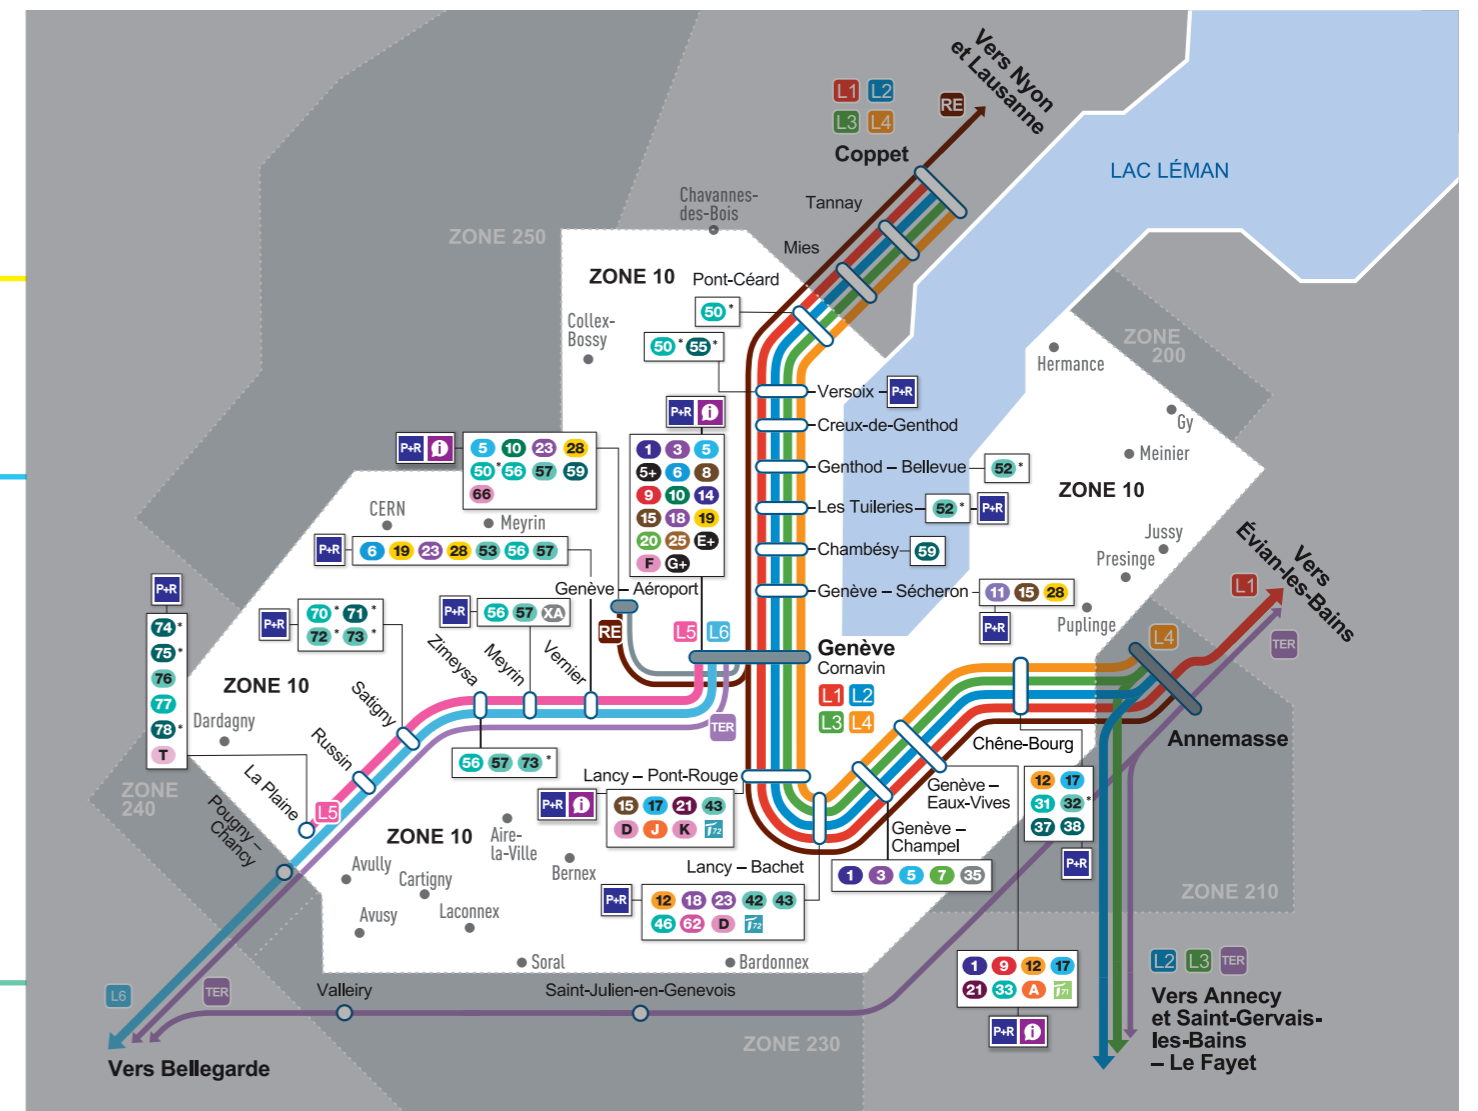 Vers Nyon
et Lausanne
RE
L1 L2
L3 L4
Coppet
LAC LÉMAN
Tannay
Chavannes-
des-Bois
Mies
ZONE 250
ZONE 10
Pont-Céard
50 *
Collex-
Bossy
50 * 55 *
ZONE
200
Hermance
Versoix
P+R
Gy
Creux-de-Genthod
Meinier
P+R i
5 10 23 28
50 * 56 57 59
66
P+R i
1 3 5
5+ 6 8
9 10 14
15 18 19
20 25 E+
F G+
Genthod – Bellevue
52 *
ZONE 10
Les Tuileries
52 *
P+R
CERN
Meyrin
Jussy
Chambésy
59
Presinge
P+R
6 19 23 28 53 56 57
Genève – Aéroport
Genève – Sécheron
11 15 28
P+R
Puplinge
Vers
Évian-les-Bains
L1
TER
P+R
74 *
75 *
76
77
78 *
T
P+R
70 * 71 *
72 * 73 *
P+R
56 57 XA
RE
L5 L6
Genève
Cornavin
L1 L2
L3 L4
L4
Zimeysa
Meyrin
Vernier
ZONE 10
Satigny
Dardagny
Russin
TER
Annemasse
Chêne-Bourg
56 57 73 *
La Plaine
L5
ZONE
240
Pougny –
Chancy
Lancy – Pont-Rouge
P+R i
15 17 21 43
D J K T72
Genève –
Eaux-Vives
12 17
31 32 *
37 38
P+R
ZONE 10
Aire-
la-Ville
Genève –
Champel
1 3 5 7 35
Avully
Cartigny
Bernex
Lancy – Bachet
P+R
12 18 23 42 43
46 62 D T72
ZONE 210
Avusy
Laconnex
Soral
Bardonnex
1 9 12 17
21 33 A T71
P+R i
L2 L3 TER
Vers Annecy
et Saint-Gervais-
les-Bains
– Le Fayet
L6
TER
Valleiry
Saint-Julien-en-Genevois
ZONE 230
Vers Bellegarde